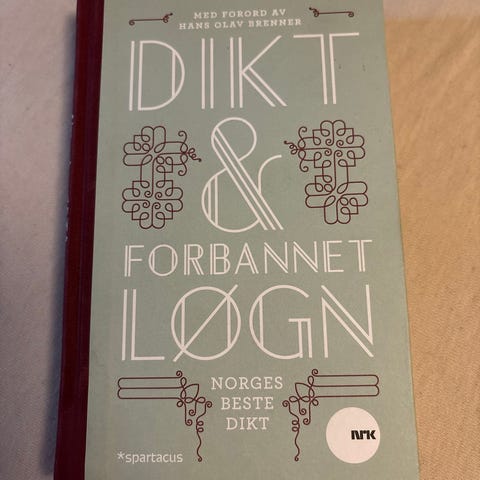 MED FORORD AV
HANS OLAV BRENNER
DIKT
&
FORBANNET
LØGN
NORGES
BESTE
DIKT
NRK
*spartacus